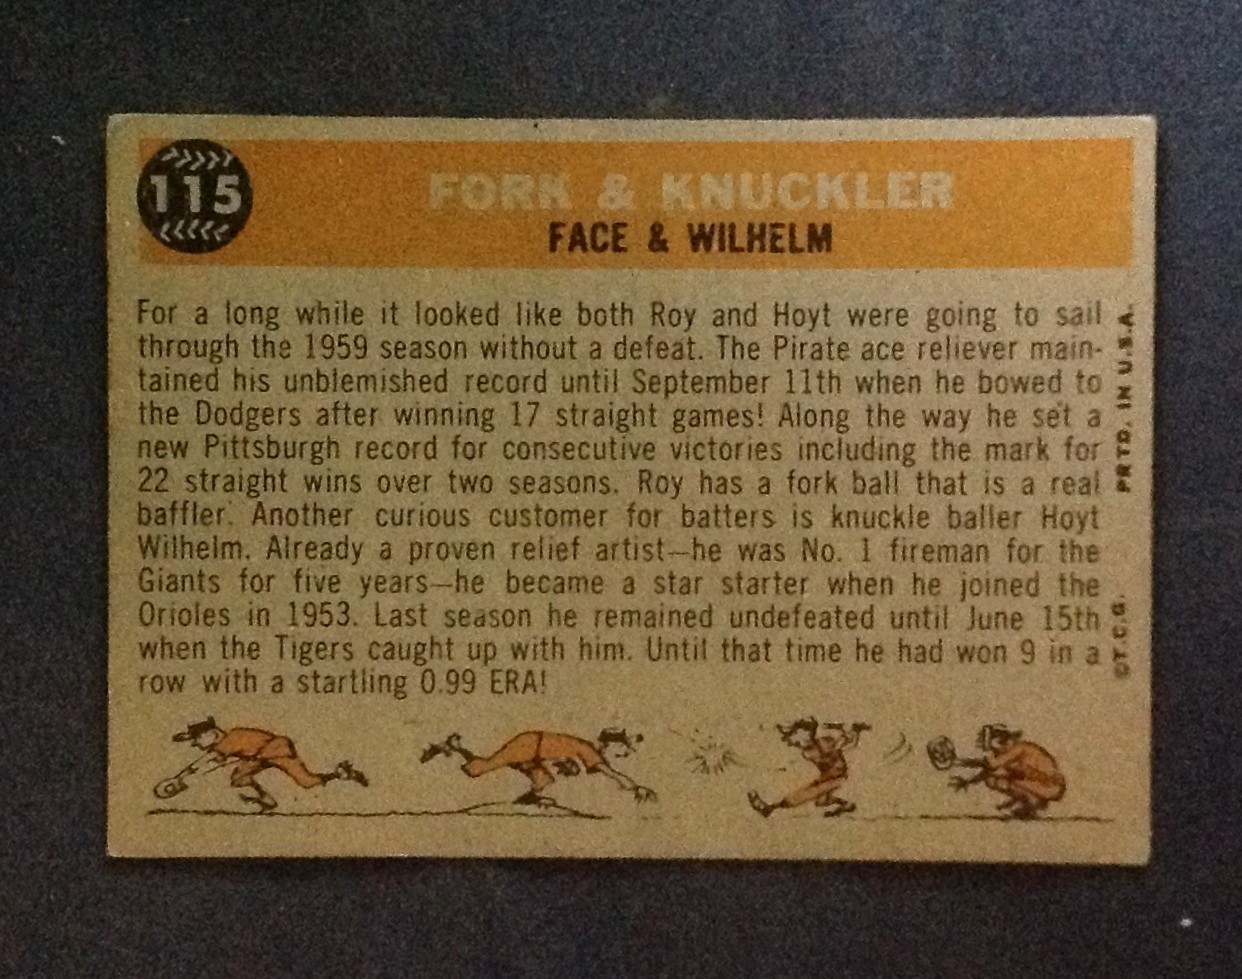 115
FORK & KNUCKLER
FACE & WILHELM
For a long while it looked like both Roy and Hoyt were going to sail
through the 1959 season without a defeat. The Pirate ace reliever main-
tained his unblemished record until September 11th when he bowed to
the Dodgers after winning 17 straight games! Along the way he set a
new Pittsburgh record for consecutive victories including the mark for
22 straight wins over two seasons. Roy has a fork ball that is a real
baffler. Another curious customer for batters is knuckle baller Hoyt
Wilhelm. Already a proven relief artist—he was No. 1 fireman for the
Giants for five years—he became a star starter when he joined the
Orioles in 1953. Last season he remained undefeated until June 15th
when the Tigers caught up with him. Until that time he had won 9 in a
row with a startling 0.99 ERA!
©T.C.G. PRTD. IN U.S.A.